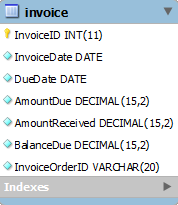 invoice
InvoiceID INT(11)
InvoiceDate DATE
DueDate DATE
AmountDue DECIMAL(15,2)
AmountReceived DECIMAL(15,2)
BalanceDue DECIMAL(15,2)
InvoiceOrderID VARCHAR(20)
Indexes